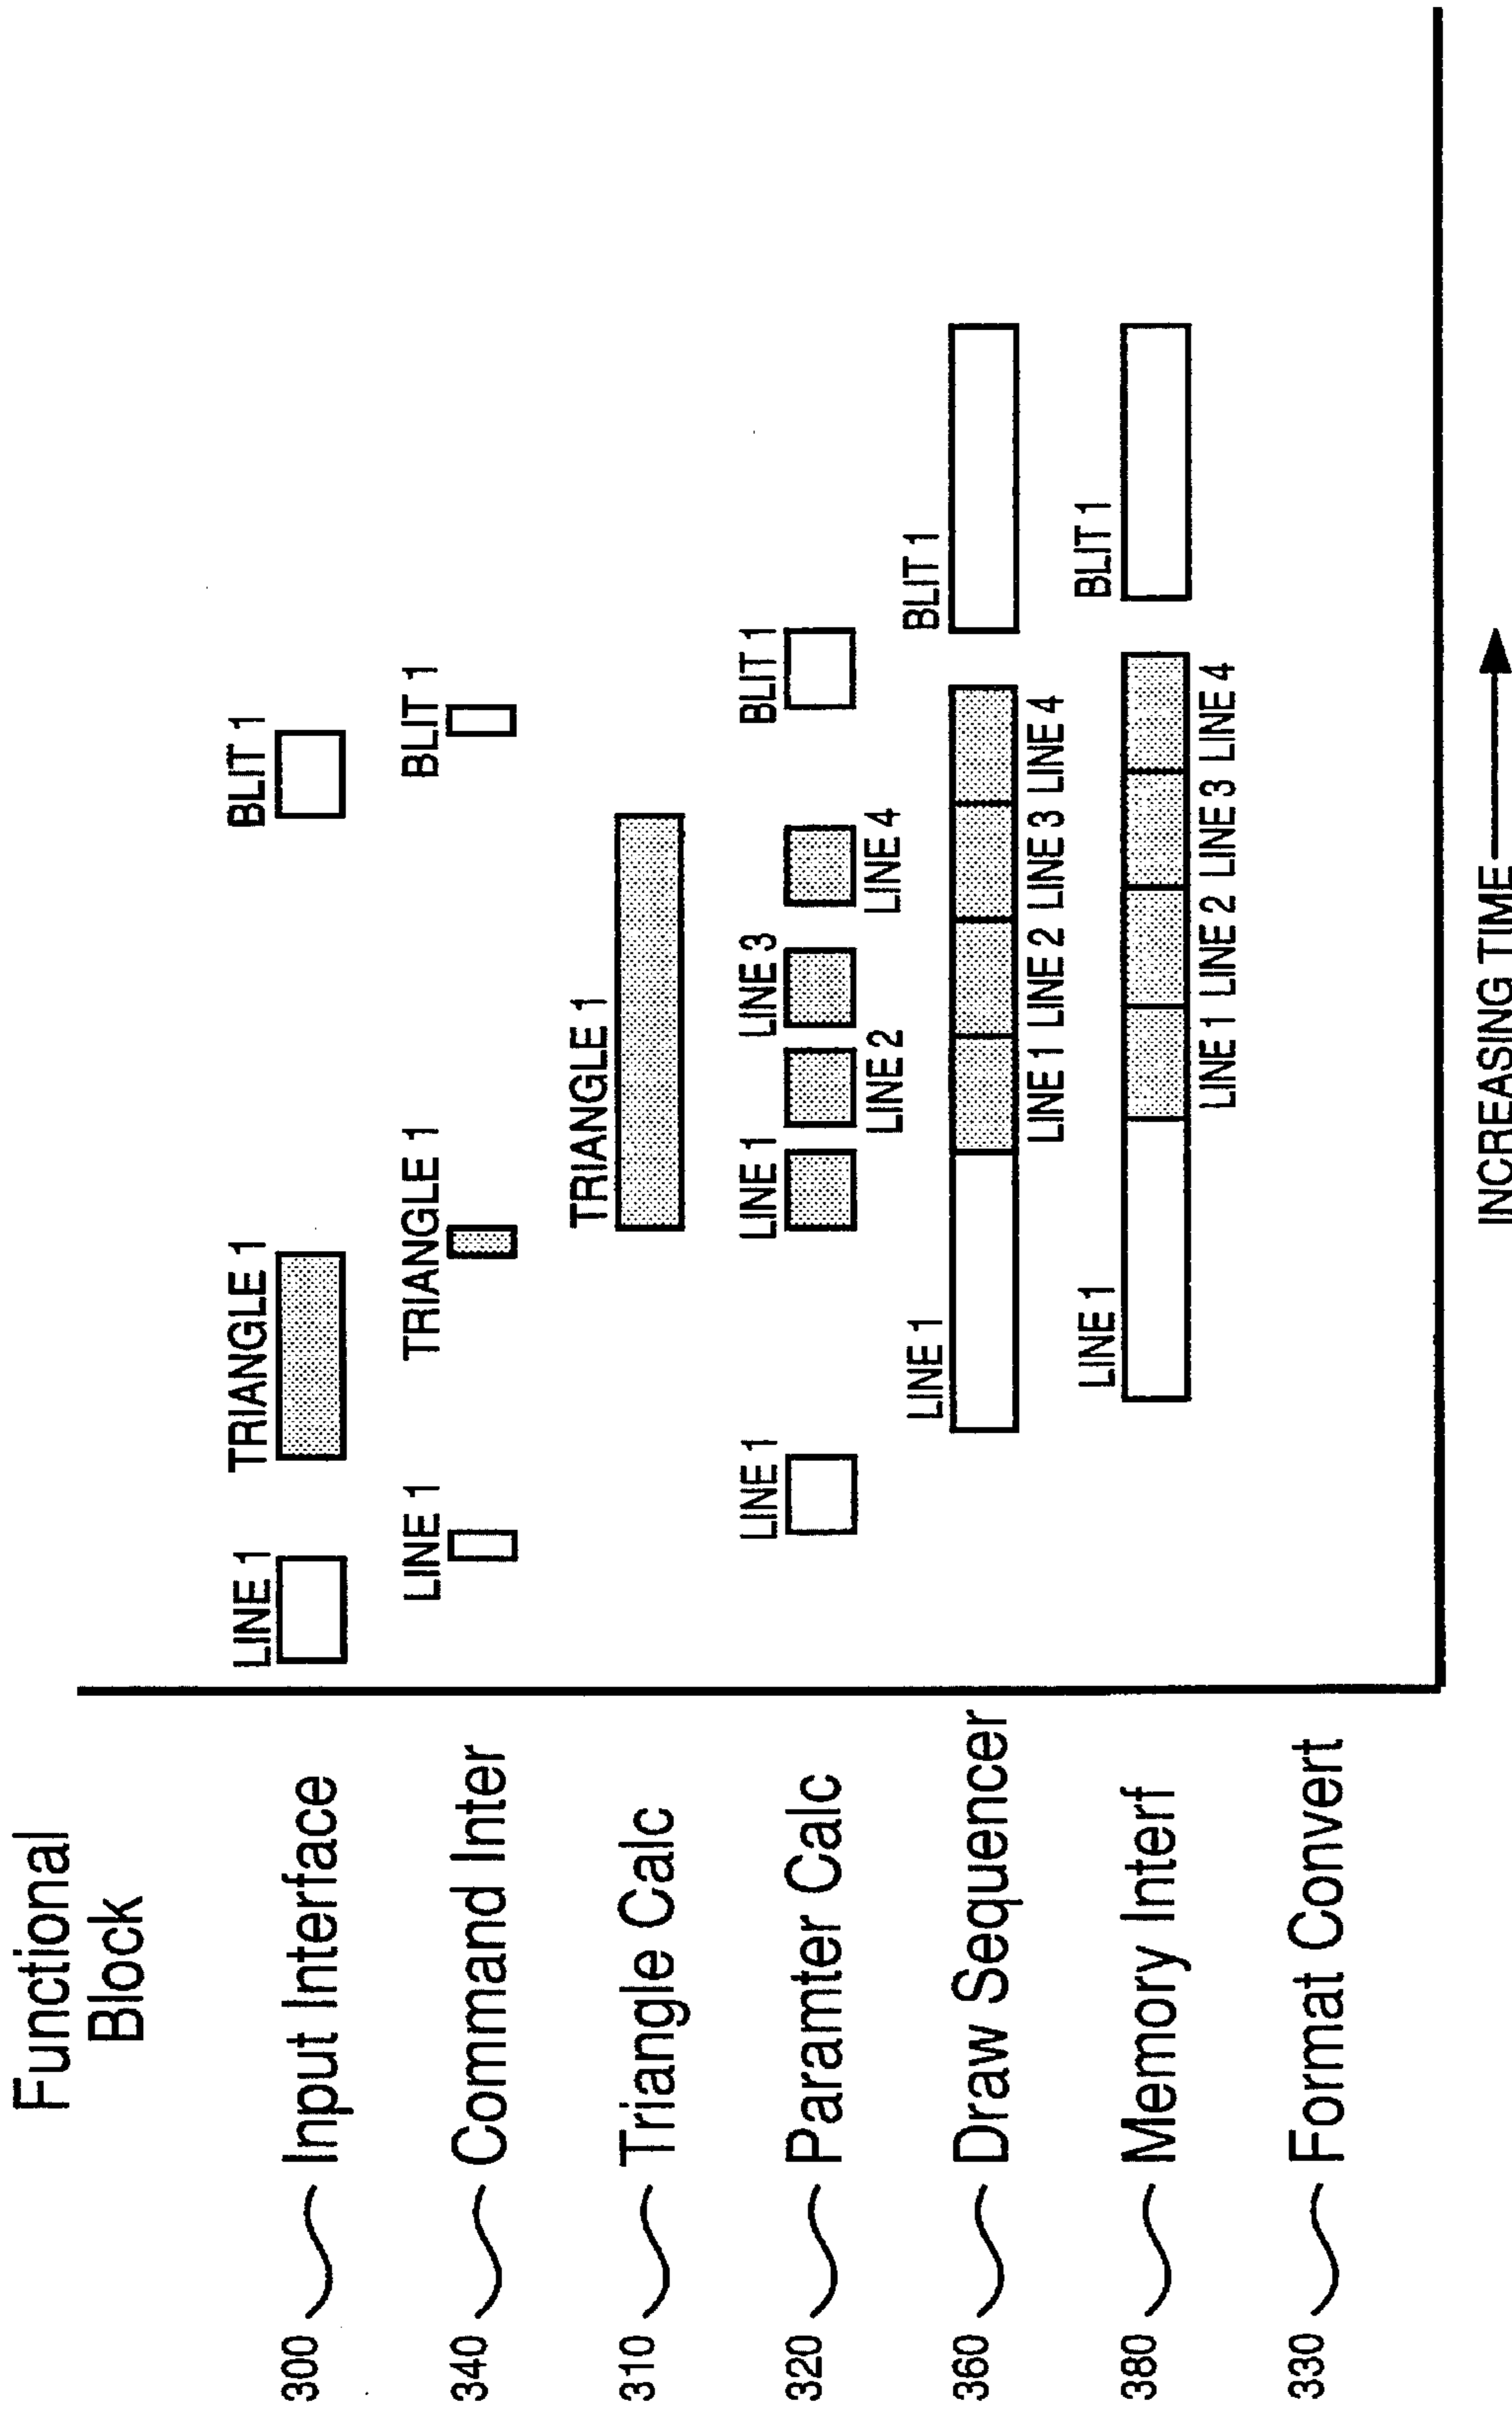 Functional
Block
300 Input Interface
LINE 1 TRIANGLE 1 BLIT 1
340 Command Inter
LINE 1 TRIANGLE 1 BLIT 1
310 Triangle Calc
TRIANGLE 1
320 Paramter Calc
LINE 1 LINE 1 LINE 3 BLIT 1
LINE 2 LINE 4
360 Draw Sequencer
LINE 1 BLIT 1
LINE 1 LINE 2 LINE 3 LINE 4
380 Memory Interf
LINE 1 BLIT 1
LINE 1 LINE 2 LINE 3 LINE 4
330 Format Convert
INCREASING TIME